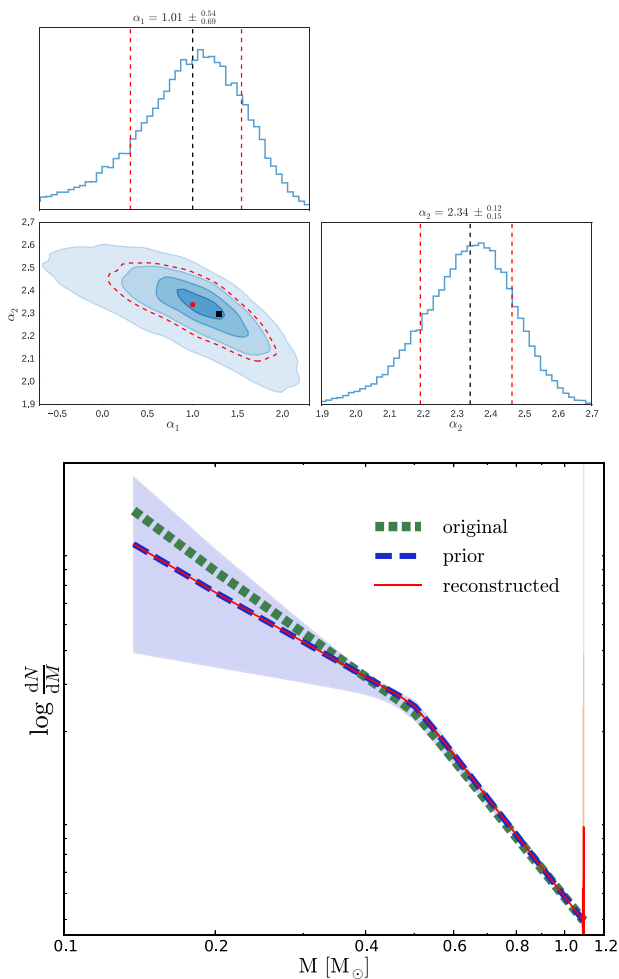 α₁ = 1.01 ± 0.54 0.69
2.7
2.6
2.5
2.4
2.3
2.2
2.1
2.0
1.9
α₂
−0.5 0.0 0.5 1.0 1.5 2.0
α₁
α₂ = 2.34 ± 0.12 0.15
1.9 2.0 2.1 2.2 2.3 2.4 2.5 2.6 2.7
α₂
original
prior
reconstructed
log dN/dM
0.1 0.2 0.4 0.6 0.8 1.0 1.2
M [M⊙]